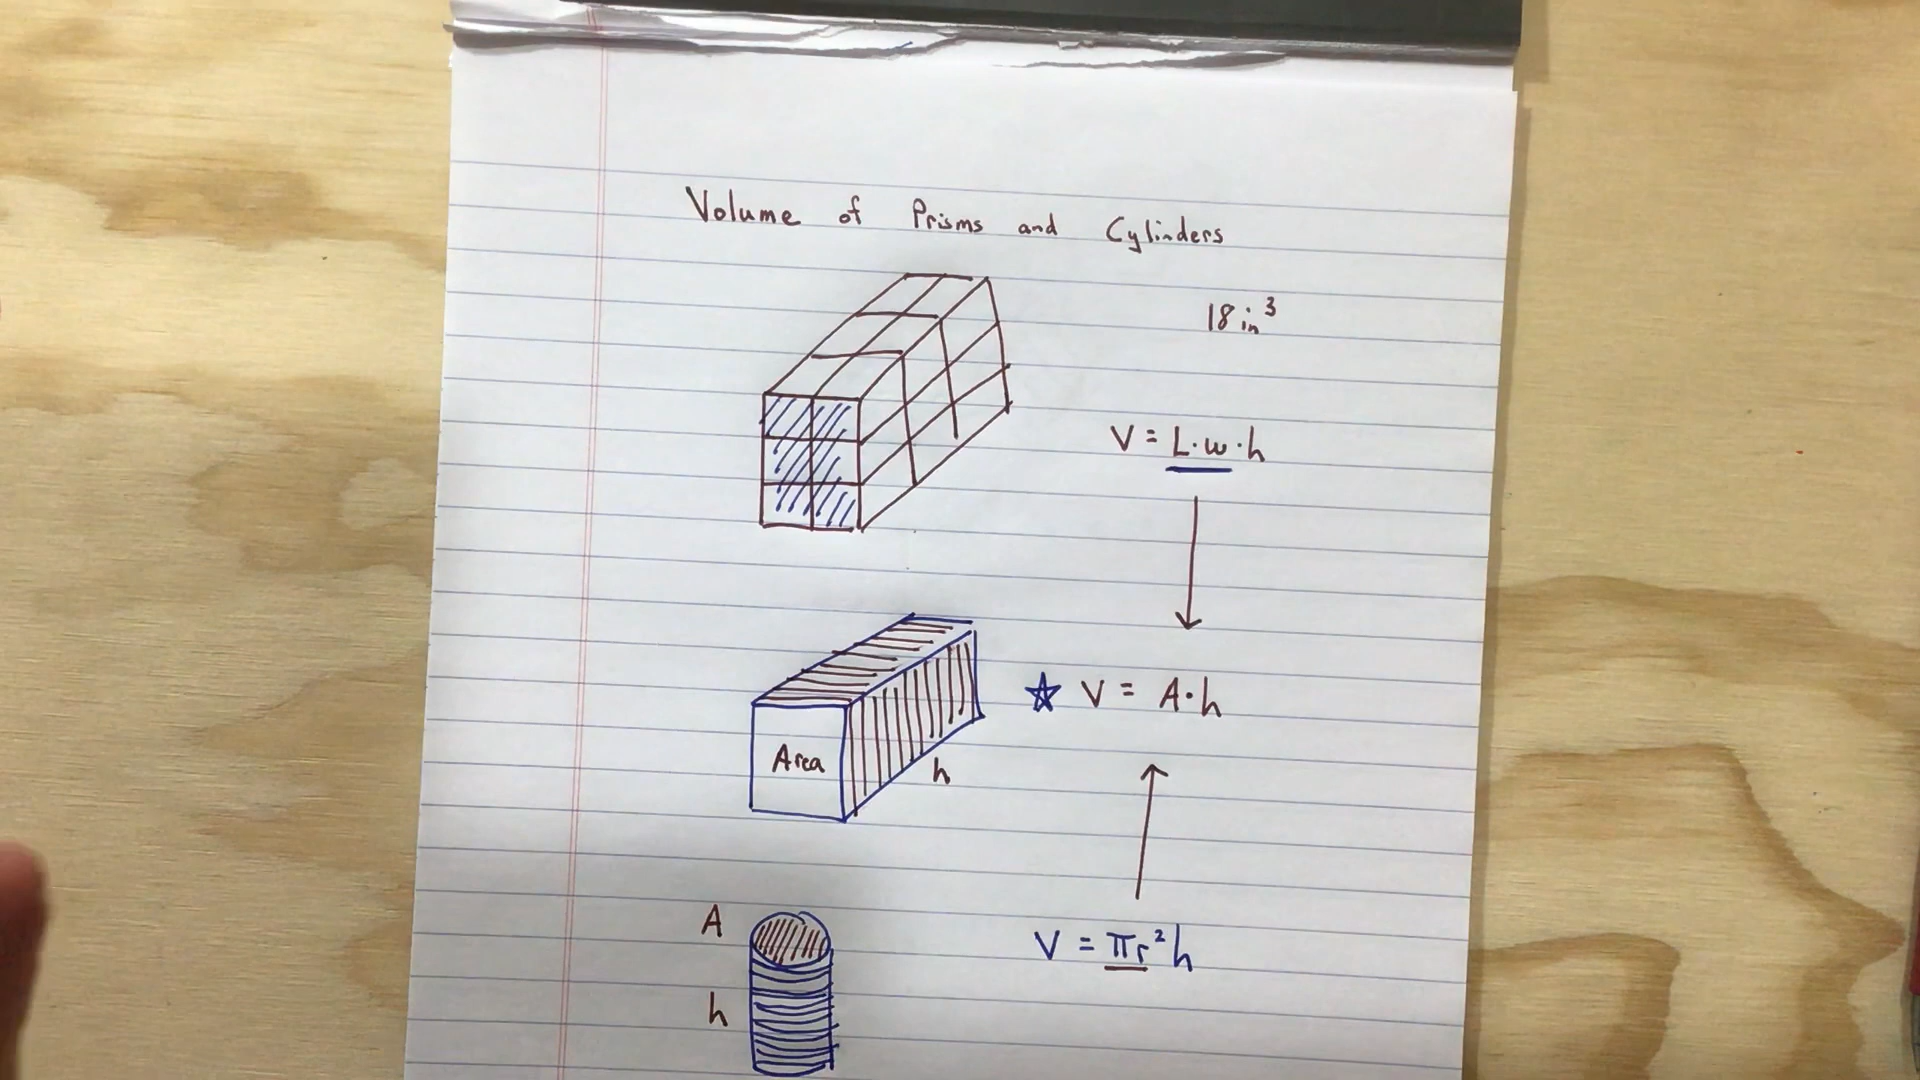 Volume of Prisms and Cylinders
18 in³
V = L·w·h
☆ V = A·h
Area
h
A
V = πr²h
h